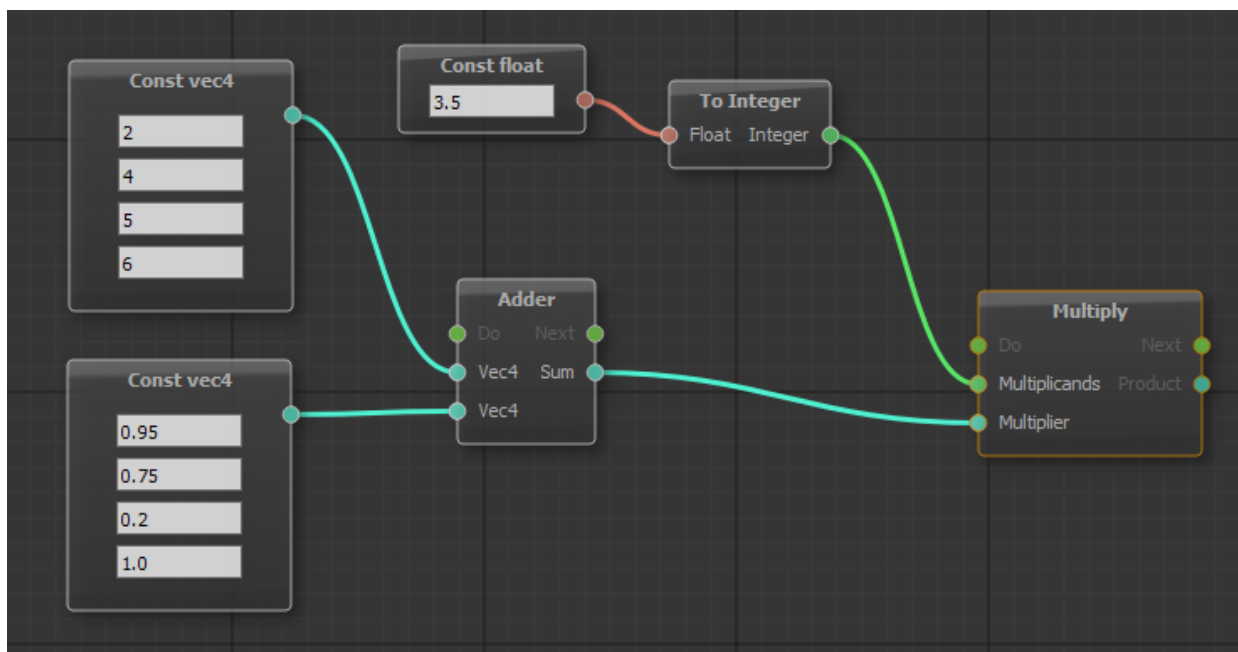 Const vec4
2
4
5
6
Const float
3.5
To Integer
Float Integer
Adder
Do Next
Vec4 Sum
Vec4
Const vec4
0.95
0.75
0.2
1.0
Multiply
Do Next
Multiplicands Product
Multiplier